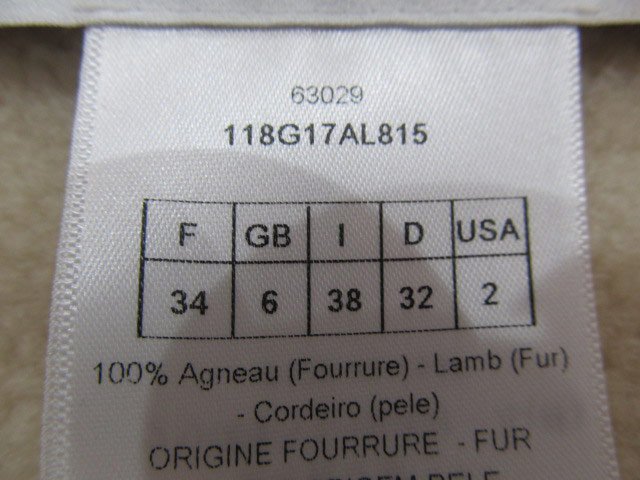 63029
118G17AL815
F GB I D USA
34 6 38 32 2
100% Agneau (Fourrure) - Lamb (Fur)
- Cordeiro (pele)
ORIGINE FOURRURE - FUR
PELE